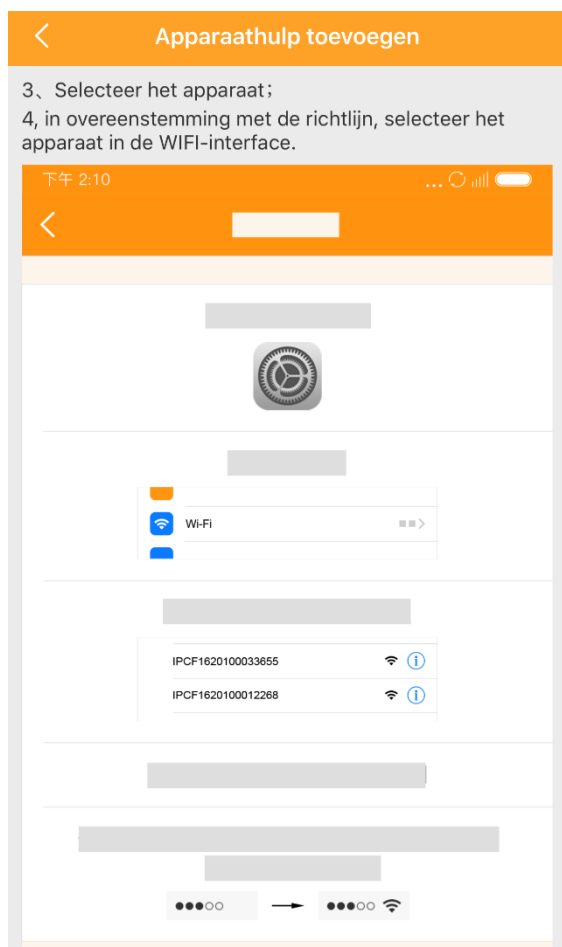 Apparaathulp toevoegen
3、Selecteer het apparaat；
4, in overeenstemming met de richtlijn, selecteer het
apparaat in de WIFI-interface.
下午 2:10
Wi-Fi
IPCF1620100033655
IPCF1620100012268